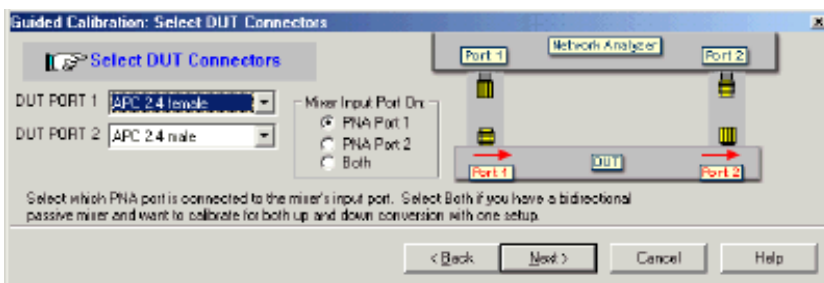 Guided Calibration: Select DUT Connectors
Select DUT Connectors
DUT PORT 1 APC 2.4 female
DUT PORT 2 APC 2.4 male
Mixer Input Port On:
PNA Port 1
PNA Port 2
Both
Network Analyzer
Port 1
Port 2
DUT
Port 1
Port 2
Select which PNA port is connected to the mixer's input port. Select Both if you have a bidirectional
passive mixer and want to calibrate for both up and down conversion with one setup.
< Back
Next >
Cancel
Help